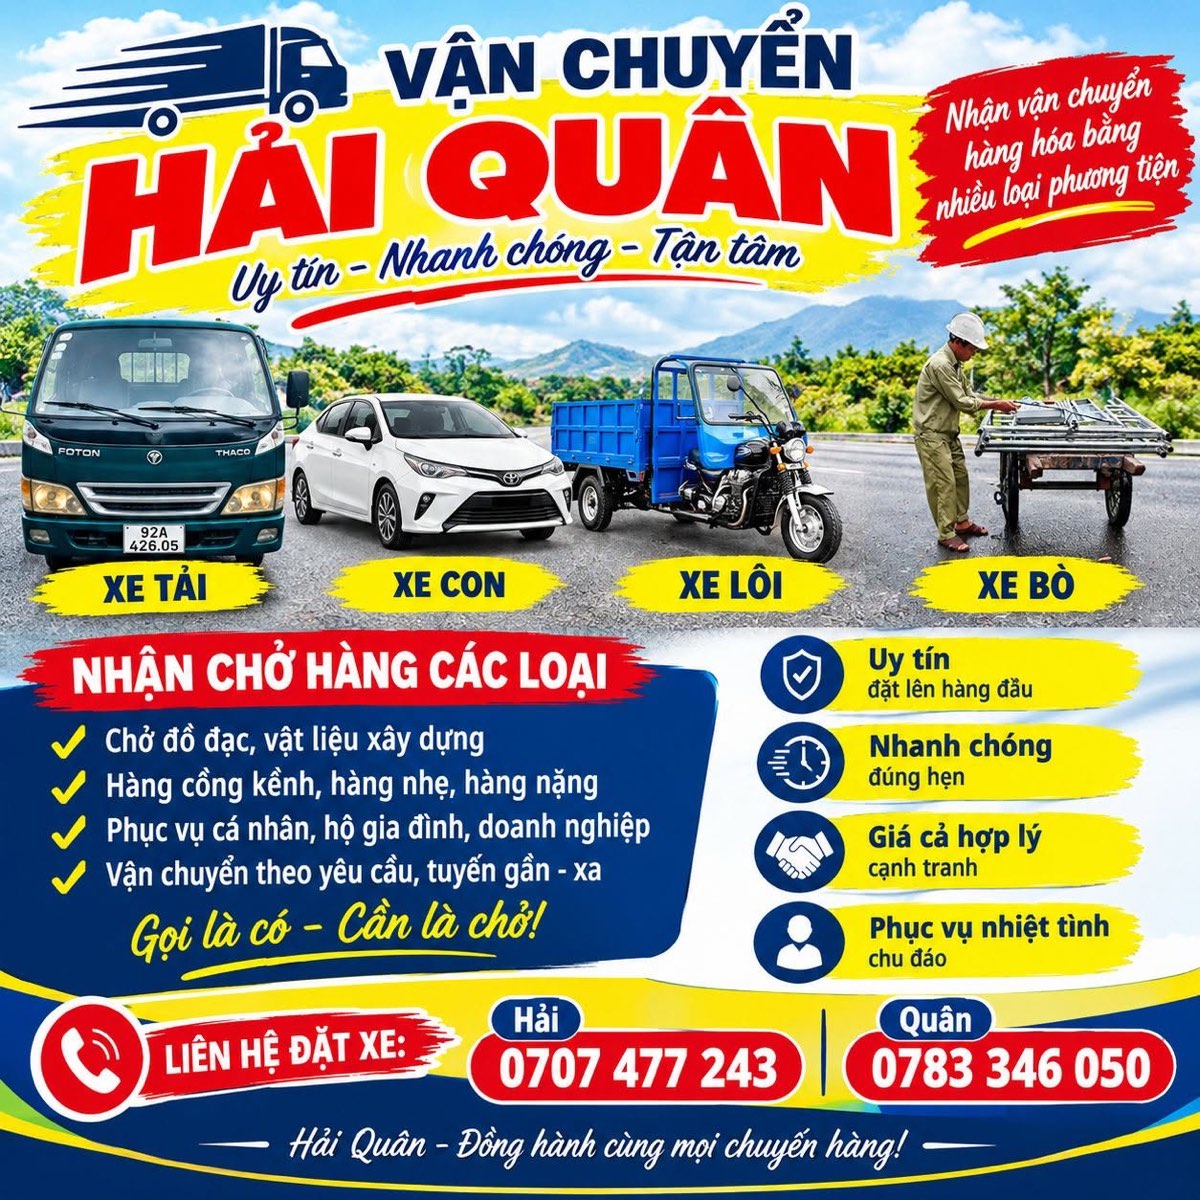 VẬN CHUYỂN
HẢI QUÂN
Uy tín - Nhanh chóng - Tận tâm
Nhận vận chuyển
hàng hóa bằng
nhiều loại phương tiện
FOTON
THACO
92A
426.05
XE TẢI
XE CON
XE LÔI
XE BÒ
NHẬN CHỞ HÀNG CÁC LOẠI
Chở đồ đạc, vật liệu xây dựng
Hàng cồng kềnh, hàng nhẹ, hàng nặng
Phục vụ cá nhân, hộ gia đình, doanh nghiệp
Vận chuyển theo yêu cầu, tuyến gần - xa
Gọi là có - Cần là chở!
Uy tín
đặt lên hàng đầu
Nhanh chóng
đúng hẹn
Giá cả hợp lý
cạnh tranh
Phục vụ nhiệt tình
chu đáo
LIÊN HỆ ĐẶT XE:
Hải
0707 477 243
Quân
0783 346 050
Hải Quân - Đồng hành cùng mọi chuyến hàng!